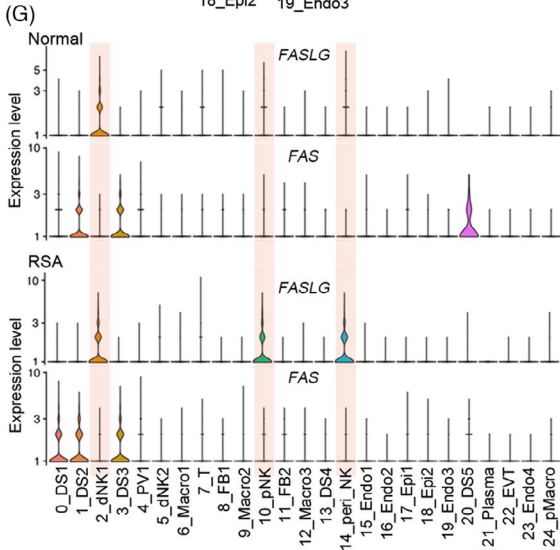 18_Epi2 19_Endo3
(G)
Normal
FASLG
5
3
1
Expression level
FAS
10
3
1
RSA
FASLG
10
3
1
Expression level
FAS
10
3
1
0_DS1
1_DS2
2_dNK1
3_DS3
4_PV1
5_dNK2
6_Macro1
7_T
8_FB1
9_Macro2
10_pNK
11_FB2
12_Macro3
13_DS4
14_peri_NK
15_Endo1
16_Endo2
17_Epi1
18_Epi2
19_Endo3
20_DS5
21_Plasma
22_EVT
23_Endo4
24_pMacro